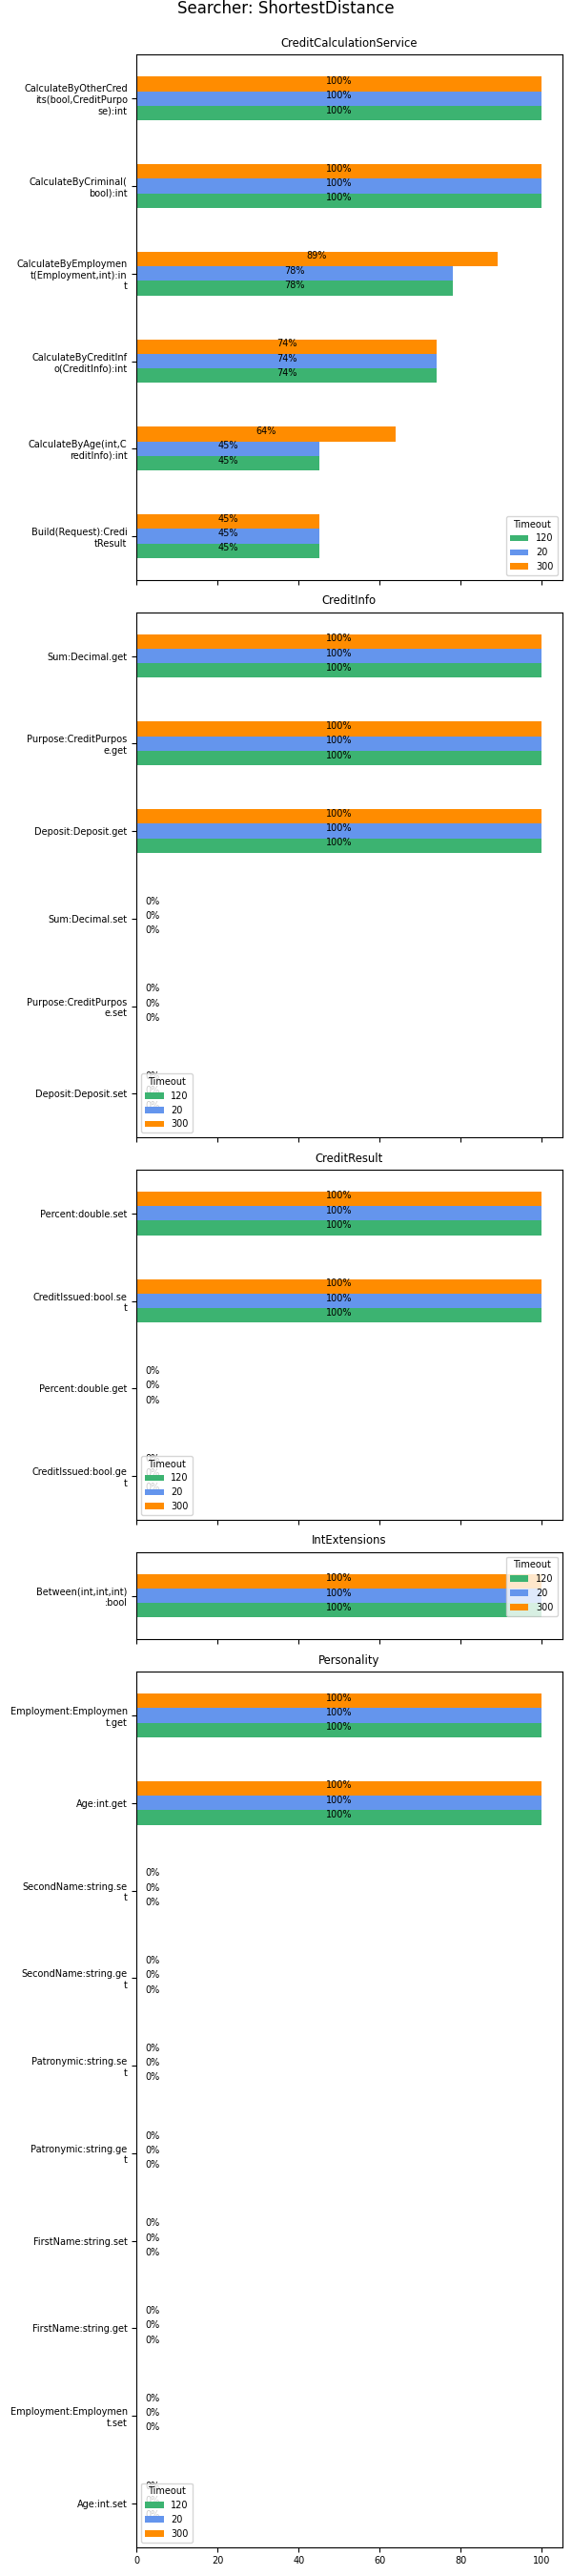 Searcher: ShortestDistance
CreditCalculationService
CalculateByOtherCred
its(bool,CreditPurpo
se):int
100%
100%
100%
CalculateByCriminal(
bool):int
100%
100%
100%
CalculateByEmploymen
t(Employment,int):in
t
89%
78%
78%
CalculateByCreditInf
o(CreditInfo):int
74%
74%
74%
CalculateByAge(int,C
reditInfo):int
64%
45%
45%
Build(Request):Credi
tResult
45%
45%
45%
Timeout
120
20
300
CreditInfo
Sum:Decimal.get
100%
100%
100%
Purpose:CreditPurpos
e.get
100%
100%
100%
Deposit:Deposit.get
100%
100%
100%
Sum:Decimal.set
0%
0%
0%
Purpose:CreditPurpos
e.set
0%
0%
0%
Deposit:Deposit.set
0%
0%
0%
Timeout
120
20
300
CreditResult
Percent:double.set
100%
100%
100%
CreditIssued:bool.se
t
100%
100%
100%
Percent:double.get
0%
0%
0%
CreditIssued:bool.ge
t
0%
0%
0%
Timeout
120
20
300
IntExtensions
Between(int,int,int)
:bool
100%
100%
100%
Timeout
120
20
300
Personality
Employment:Employmen
t.get
100%
100%
100%
Age:int.get
100%
100%
100%
SecondName:string.se
t
0%
0%
0%
SecondName:string.ge
t
0%
0%
0%
Patronymic:string.se
t
0%
0%
0%
Patronymic:string.ge
t
0%
0%
0%
FirstName:string.set
0%
0%
0%
FirstName:string.get
0%
0%
0%
Employment:Employmen
t.set
0%
0%
0%
Age:int.set
0%
0%
0%
Timeout
120
20
300
0 20 40 60 80 100